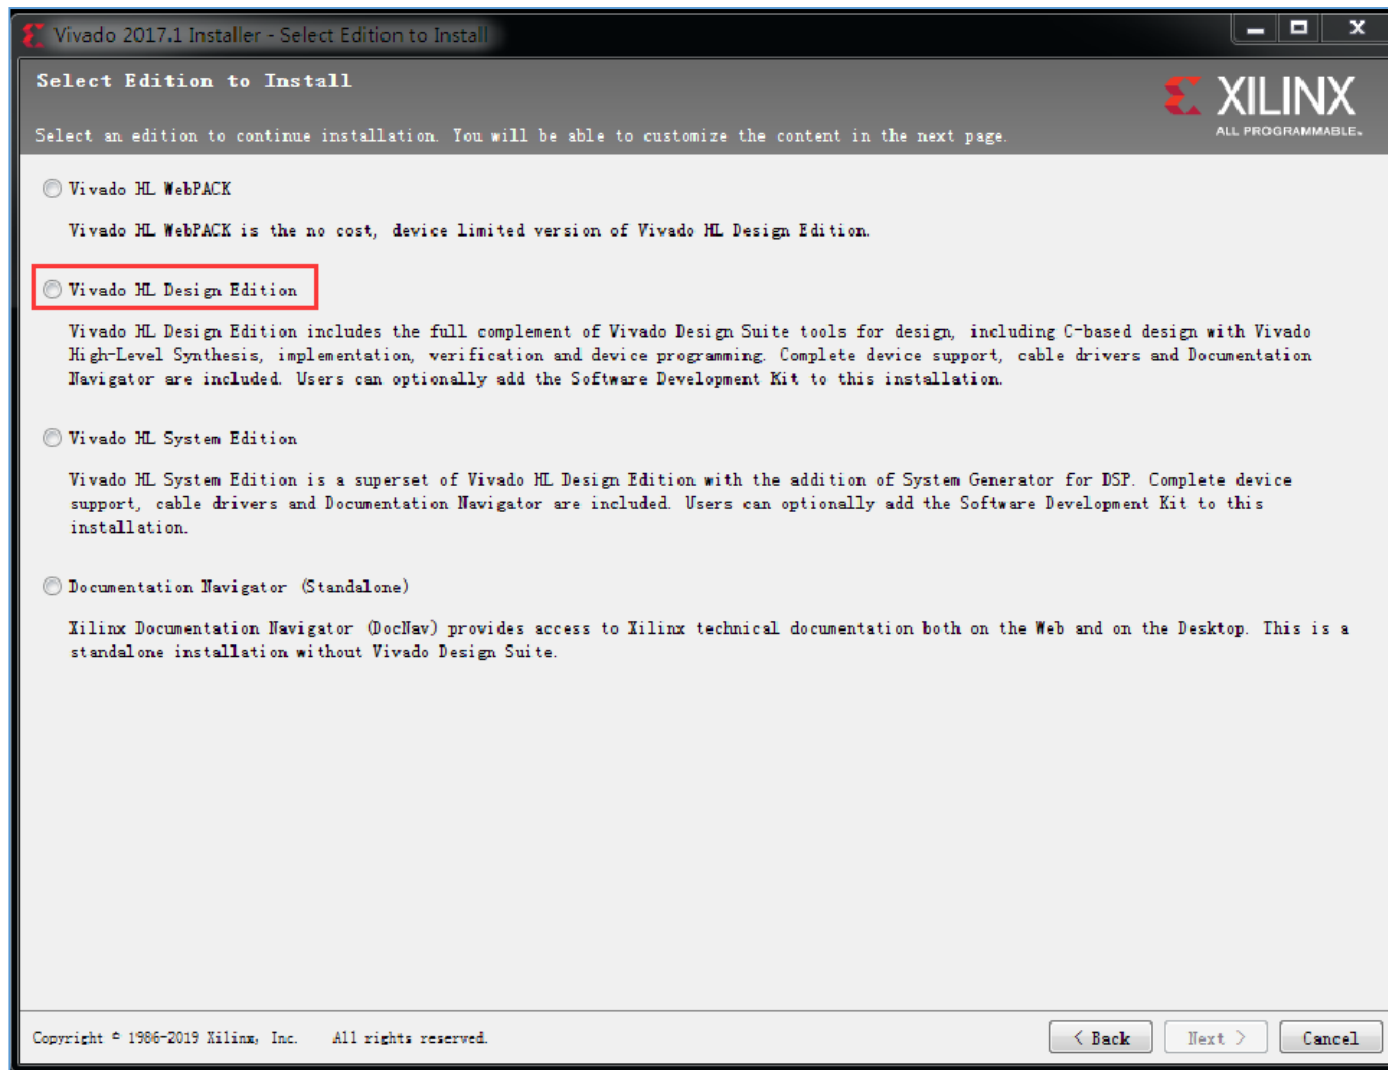 Vivado 2017.1 Installer - Select Edition to Install
Select Edition to Install
XILINX
ALL PROGRAMMABLE.
Select an edition to continue installation. You will be able to customize the content in the next page.
Vivado HL WebPACK
Vivado HL WebPACK is the no cost, device limited version of Vivado HL Design Edition.
Vivado HL Design Edition
Vivado HL Design Edition includes the full complement of Vivado Design Suite tools for design, including C-based design with Vivado
High-Level Synthesis, implementation, verification and device programming. Complete device support, cable drivers and Documentation
Navigator are included. Users can optionally add the Software Development Kit to this installation.
Vivado HL System Edition
Vivado HL System Edition is a superset of Vivado HL Design Edition with the addition of System Generator for DSP. Complete device
support, cable drivers and Documentation Navigator are included. Users can optionally add the Software Development Kit to this
installation.
Documentation Navigator (Standalone)
Xilinx Documentation Navigator (DocNav) provides access to Xilinx technical documentation both on the Web and on the Desktop. This is a
standalone installation without Vivado Design Suite.
Copyright © 1986-2019 Xilinx, Inc. All rights reserved.
< Back Next > Cancel